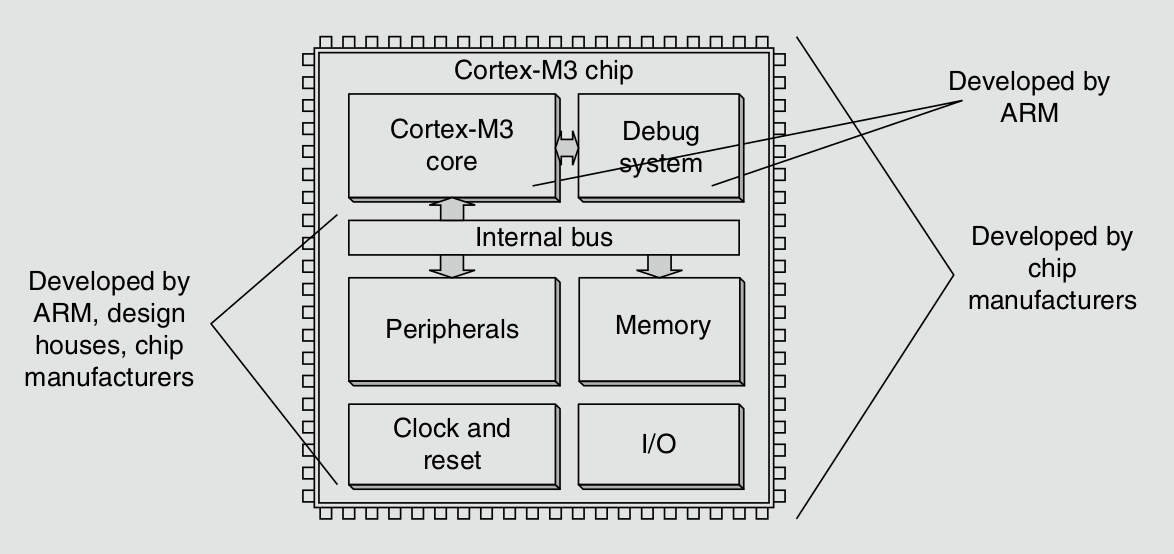 Cortex-M3 chip
Cortex-M3
core
Debug
system
Developed by
ARM
Internal bus
Developed by
chip
manufacturers
Developed by
ARM, design
houses, chip
manufacturers
Peripherals
Memory
Clock and
reset
I/O